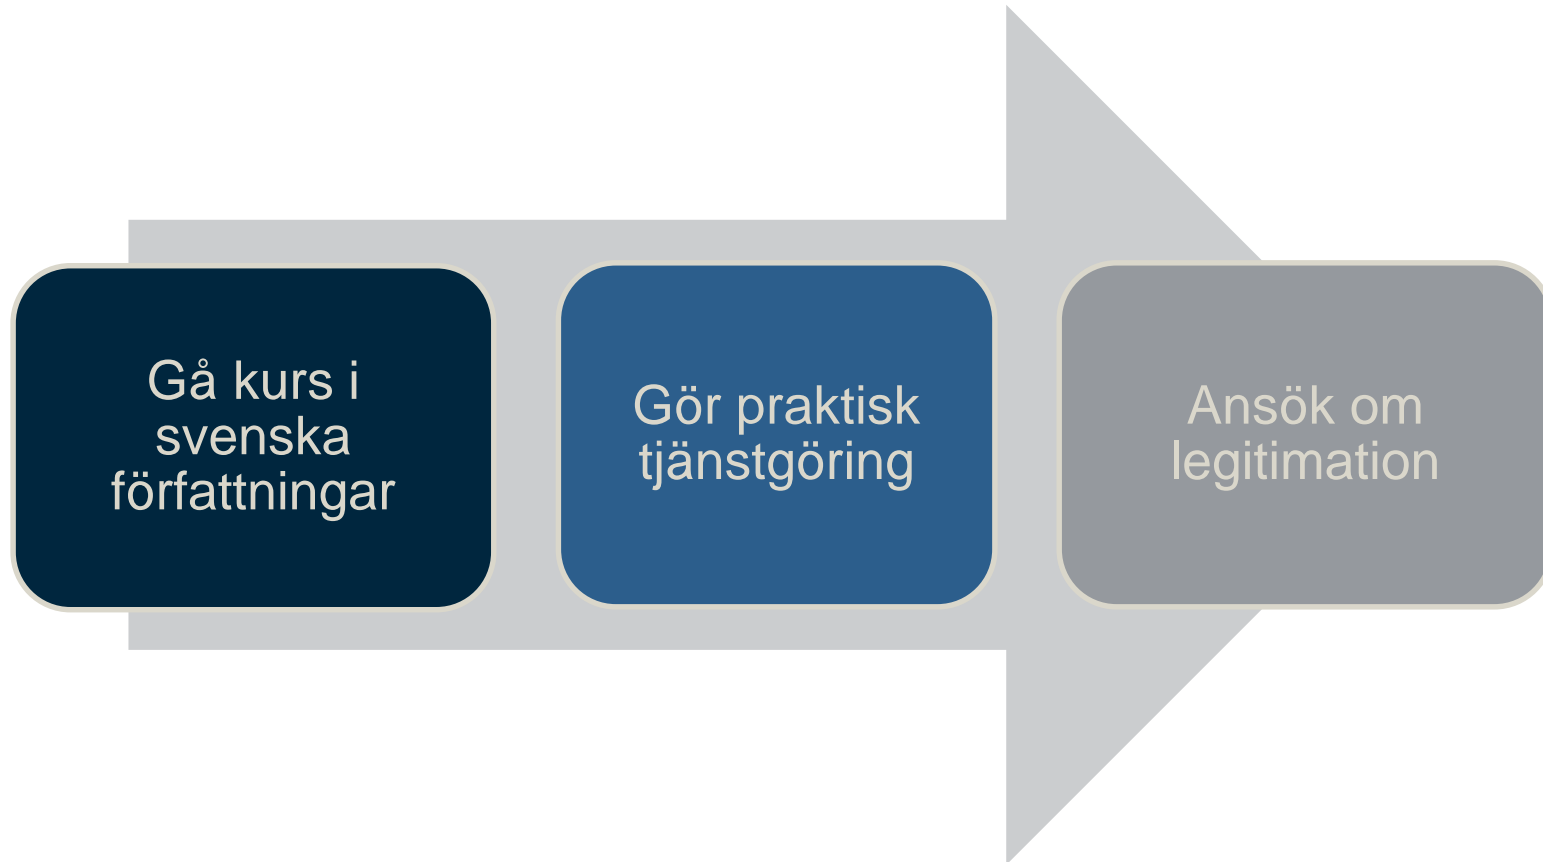 Gå kurs i
svenska
författningar
Gör praktisk
tjänstgöring
Ansök om
legitimation